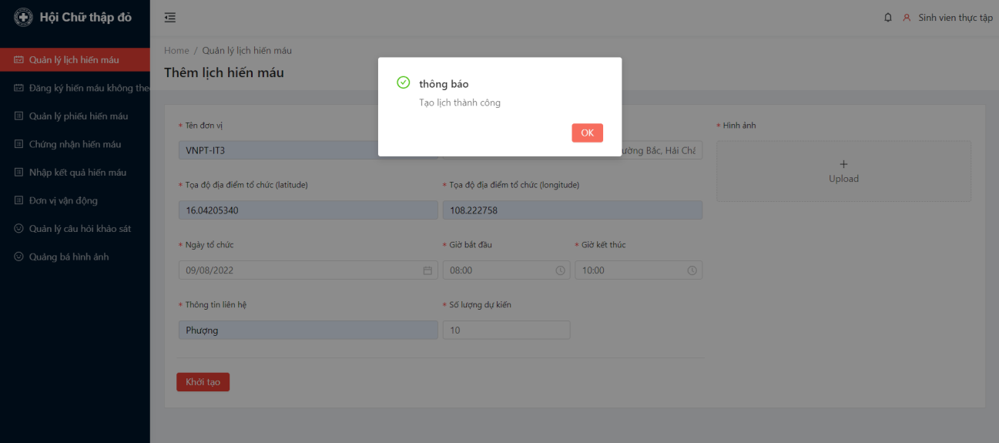 Hội Chữ thập đỏ
Sinh vien thực tập
Home / Quản lý lịch hiến máu
Thêm lịch hiến máu
Quản lý lịch hiến máu
Đăng ký hiến máu không the
Quản lý phiếu hiến máu
Chứng nhận hiến máu
Nhập kết quả hiến máu
Đơn vị vận động
Quản lý câu hỏi khảo sát
Quảng bá hình ảnh
thông báo
Tạo lịch thành công
OK
* Tên đơn vị
* Hình ảnh
VNPT-IT3
ường Bắc, Hải Châ
+
Upload
* Tọa độ địa điểm tổ chức (latitude)
* Tọa độ địa điểm tổ chức (longitude)
16.04205340
108.222758
* Ngày tổ chức
* Giờ bắt đầu
* Giờ kết thúc
09/08/2022
08:00
10:00
* Thông tin liên hệ
* Số lượng dự kiến
Phượng
10
Khởi tạo